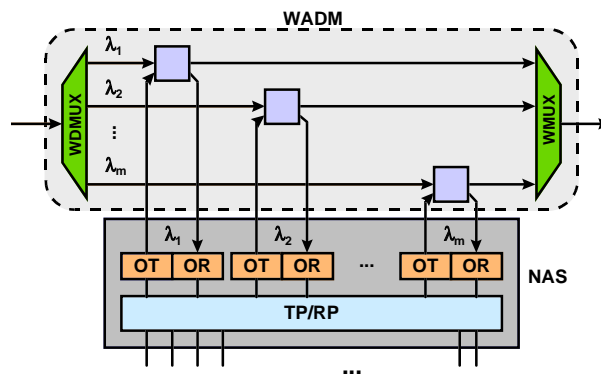 WADM
λ1
WDMUX
λ2
...
λm
WMUX
λ1
λ2
λm
OT OR OT OR ... OT OR
NAS
TP/RP
...